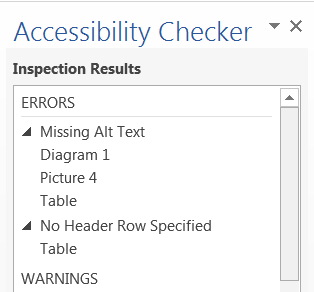 Accessibility Checker
Inspection Results
ERRORS
Missing Alt Text
Diagram 1
Picture 4
Table
No Header Row Specified
Table
WARNINGS